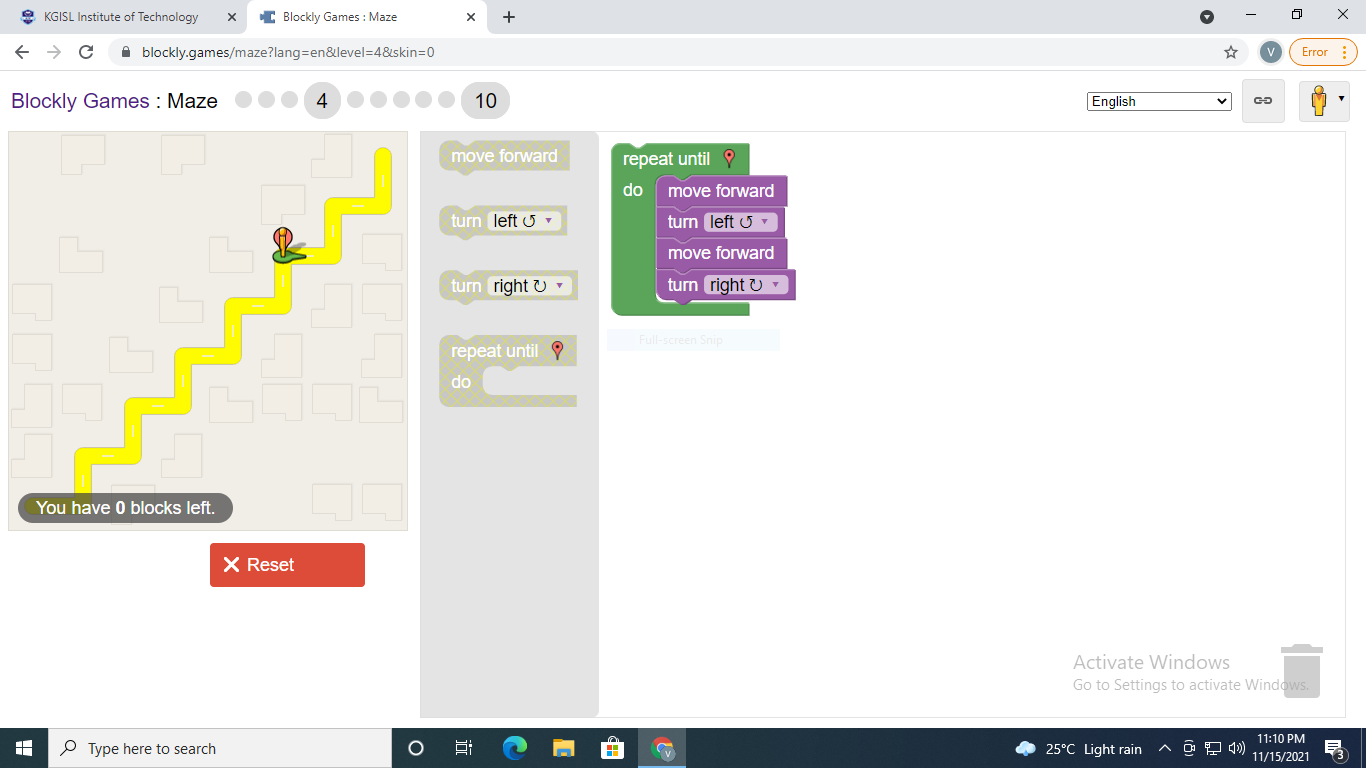 KGISL Institute of Technology
Blockly Games : Maze
blockly.games/maze?lang=en&level=4&skin=0
V
Error
Blockly Games : Maze
4
10
English
move forward
turn left ↺
turn right ↻
repeat until
do
repeat until
do
move forward
turn left ↺
move forward
turn right ↻
Full-screen Snip
You have 0 blocks left.
Reset
Activate Windows
Go to Settings to activate Windows.
Type here to search
V
25°C Light rain
11:10 PM
11/15/2021
3